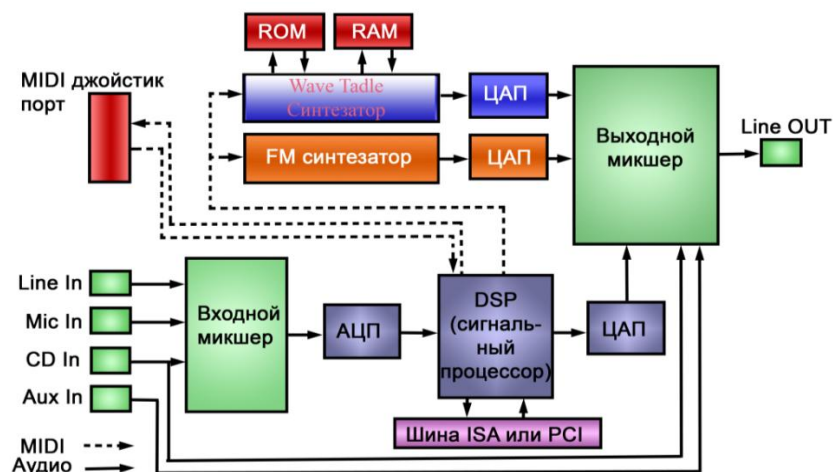 ROM
RAM
MIDI джойстик
порт
Wave Tadle
Синтезатор
ЦАП
FM синтезатор
ЦАП
Выходной
микшер
Line OUT
Line In
Mic In
CD In
Aux In
Входной
микшер
АЦП
DSP
(сигналь-
ный
процессор)
ЦАП
Шина ISA или PCI
MIDI
Аудио